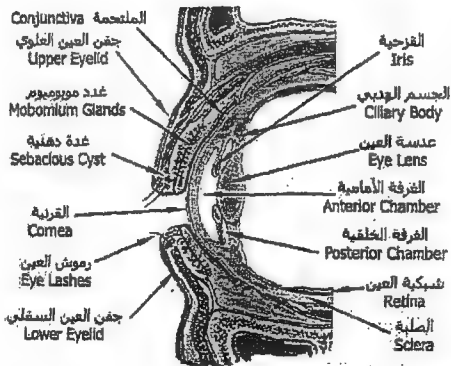 Conjunctiva الملتحمة
جفن العين العلوي
Upper Eyelid
غدد موبوميوم
Mobomium Glands
غدة دهنية
Sebacious Cyst
القرنية
Cornea
رموش العين
Eye Lashes
جفن العين السفلي
Lower Eyelid
القزحية
Iris
الجسم الهدبي
Ciliary Body
عدسة العين
Eye Lens
الغرفة الأمامية
Anterior Chamber
الغرفة الخلفية
Posterior Chamber
شبكية العين
Retina
الصلبة
Sclera